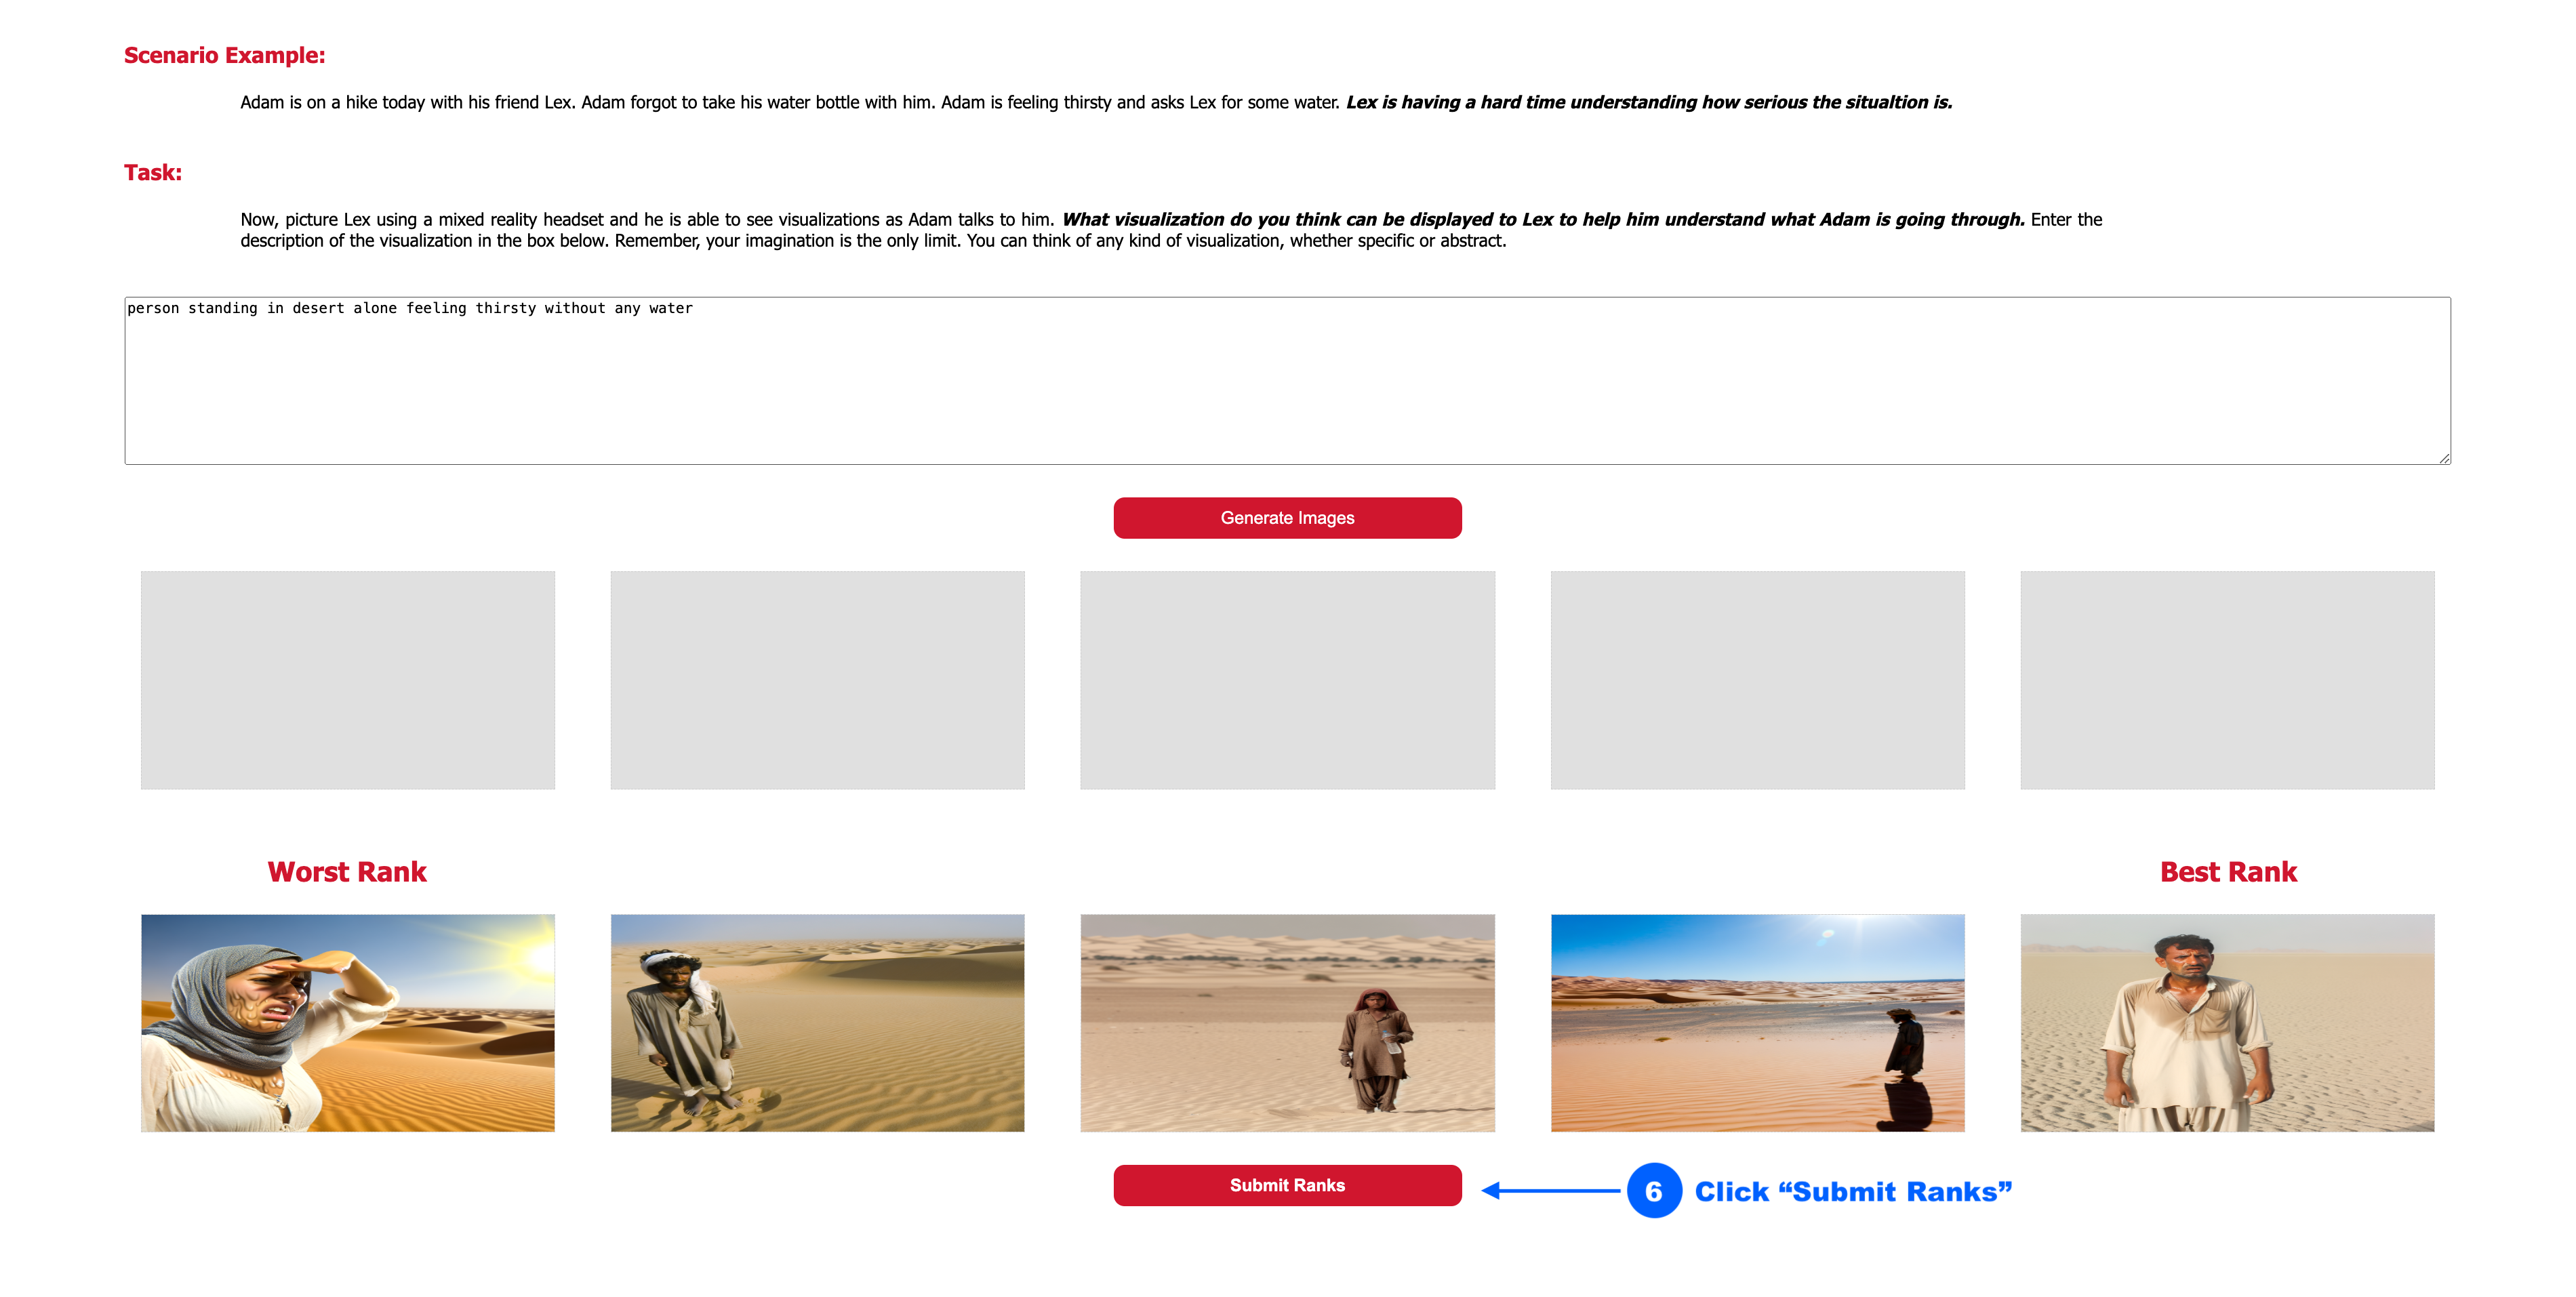 Scenario Example:
Adam is on a hike today with his friend Lex. Adam forgot to take his water bottle with him. Adam is feeling thirsty and asks Lex for some water. Lex is having a hard time understanding how serious the situaltion is.
Task:
Now, picture Lex using a mixed reality headset and he is able to see visualizations as Adam talks to him. What visualization do you think can be displayed to Lex to help him understand what Adam is going through. Enter the
description of the visualization in the box below. Remember, your imagination is the only limit. You can think of any kind of visualization, whether specific or abstract.
person standing in desert alone feeling thirsty without any water
Generate Images
Worst Rank
Best Rank
Submit Ranks
6 Click “Submit Ranks”